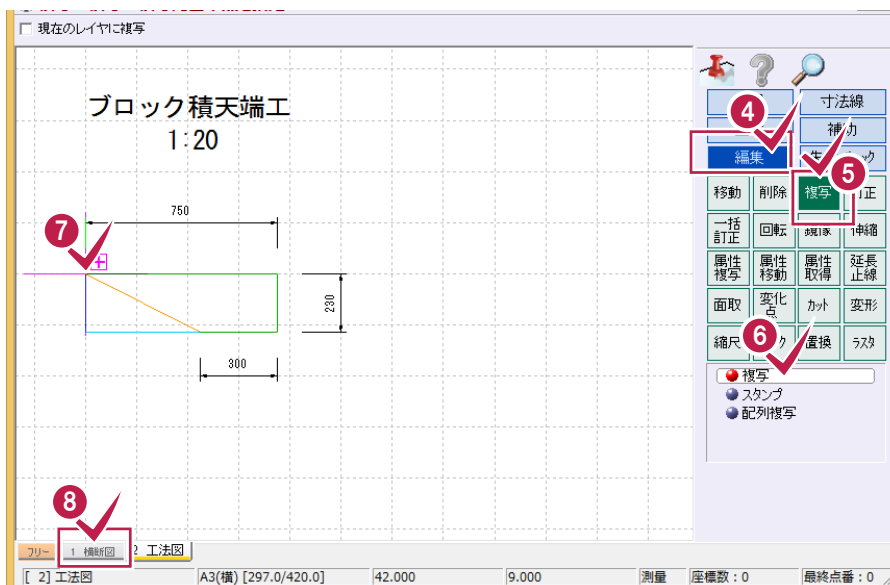 現在のレイヤに複写
ブロック積天端工
1:20
750
230
300
4
寸法線
補助
編集
5
移動
削除
複写
訂正
一括訂正
回転
鏡像
伸縮
属性複写
属性移動
属性取得
延長止線
面取
変化点
カット
変形
縮尺
6
置換
ラスタ
複写
スタンプ
配列複写
7
8
フリー
1 横断図
2 工法図
[ 2] 工法図
A3(横) [297.0/420.0]
42.000
9.000
測量
座標数:0
最終点番:0